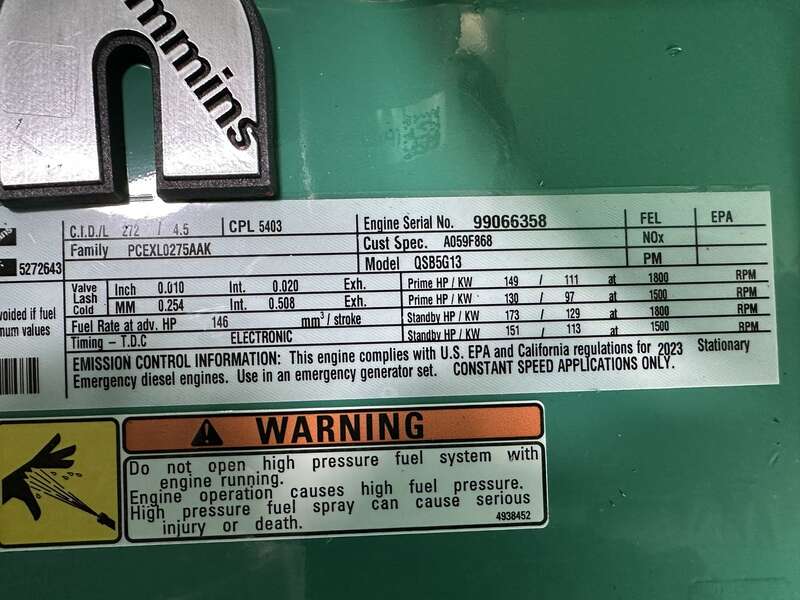 mmins
C.I.D./L 272 / 4.5 CPL 5403 Engine Serial No. 99066358 FEL EPA
Family PCEXL0275AAK Cust Spec. A059F868 NOx
5272643 Model QSB5G13 PM
Valve Lash Cold Inch 0.010 Int. 0.020 Exh. Prime HP / KW 149 / 111 at 1800 RPM
MM 0.254 Int. 0.508 Exh. Prime HP / KW 130 / 97 at 1500 RPM
Fuel Rate at adv. HP 146 mm³ / stroke Standby HP / KW 173 / 129 at 1800 RPM
Timing - T.D.C ELECTRONIC Standby HP / KW 151 / 113 at 1500 RPM
voided if fuel
num values
EMISSION CONTROL INFORMATION: This engine complies with U.S. EPA and California regulations for 2023 Stationary
Emergency diesel engines. Use in an emergency generator set. CONSTANT SPEED APPLICATIONS ONLY.
WARNING
Do not open high pressure fuel system with
engine running.
Engine operation causes high fuel pressure.
High pressure fuel spray can cause serious
injury or death.
4938452